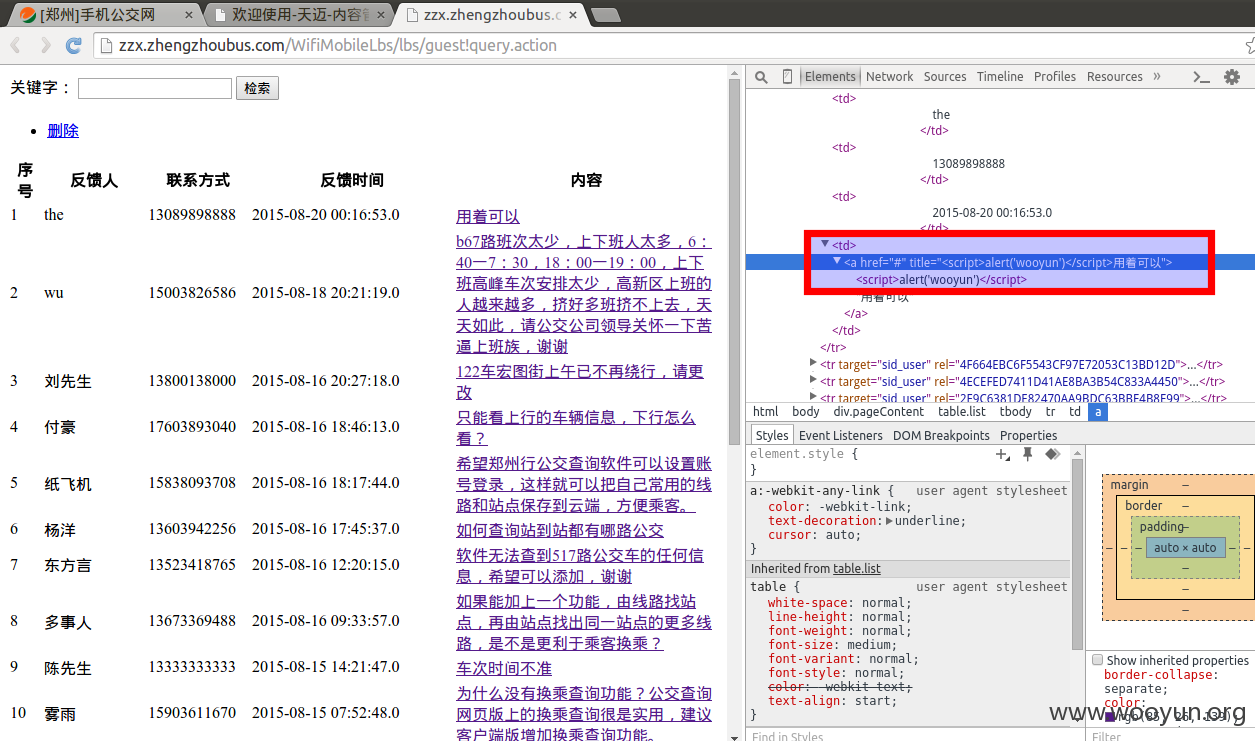 [郑州]手机公交网
欢迎使用-天迈-内容管
zzx.zhengzhoubus.c
zzx.zhengzhoubus.com/WifiMobileLbs/lbs/guest!query.action
关键字：
检索
删除
序号 反馈人 联系方式 反馈时间 内容
1 the 13089898888 2015-08-20 00:16:53.0 用着可以
2 wu 15003826586 2015-08-18 20:21:19.0 b67路班次太少，上下班人太多，6：
40一7：30，18：00一19：00，上下
班高峰车次安排太少，高新区上班的
人越来越多，挤好多班挤不上去，天
天如此，请公交公司领导关怀一下苦
逼上班族，谢谢
3 刘先生 13800138000 2015-08-16 20:27:18.0 122车宏图街上午已不再绕行，请更
改
4 付豪 17603893040 2015-08-16 18:46:13.0 只能看上行的车辆信息，下行怎么
看？
5 纸飞机 15838093708 2015-08-16 18:17:44.0 希望郑州行公交查询软件可以设置账
号登录，这样就可以把自己常用的线
路和站点保存到云端，方便乘客。
6 杨洋 13603942256 2015-08-16 17:45:37.0 如何查询站到站都有哪路公交
7 东方言 13523418765 2015-08-16 12:20:15.0 软件无法查到517路公交车的任何信
息，希望可以添加，谢谢
8 多事人 13673369488 2015-08-16 09:33:57.0 如果能加上一个功能，由线路找站
点，再由站点找出同一站点的更多线
路，是不是更利于乘客换乘？
9 陈先生 13333333333 2015-08-15 14:21:47.0 车次时间不准
10 雾雨 15903611670 2015-08-15 07:52:48.0 为什么没有换乘查询功能？公交查询
网页版上的换乘查询很是实用，建议
客户端版增加换乘查询功能。
Elements Network Sources Timeline Profiles Resources »
<td>
the
</td>
<td>
13089898888
</td>
<td>
2015-08-20 00:16:53.0
</td>
<td>
<a href="#" title="<script>alert('wooyun')</script>用着可以">
<script>alert('wooyun')</script>
用着可以
</a>
</td>
</tr>
<tr target="sid_user" rel="4F664EBC6F5543CF97E72053C13BD12D">…</tr>
<tr target="sid_user" rel="4ECEFED7411D41AE8BA3B54C833A4450">…</tr>
<tr target="sid_user" rel="2F9C6381DE82470AA9BDC63BBF4B8F99">…</tr>
html body div.pageContent table.list tbody tr td a
Styles Event Listeners DOM Breakpoints Properties
element.style {
}
a:-webkit-any-link { user agent stylesheet
color: -webkit-link;
text-decoration: underline;
cursor: auto;
}
Inherited from table.list
table { user agent stylesheet
white-space: normal;
line-height: normal;
font-weight: normal;
font-size: medium;
font-variant: normal;
font-style: normal;
color: -webkit-text;
text-align: start;
}
Find in Styles
margin –
border –
padding –
– – – auto × auto – – –
–
–
–
Show inherited properties
border-collapse:
separate;
color:
rgb(85, 26, 139);
Filter
www.wooyun.org